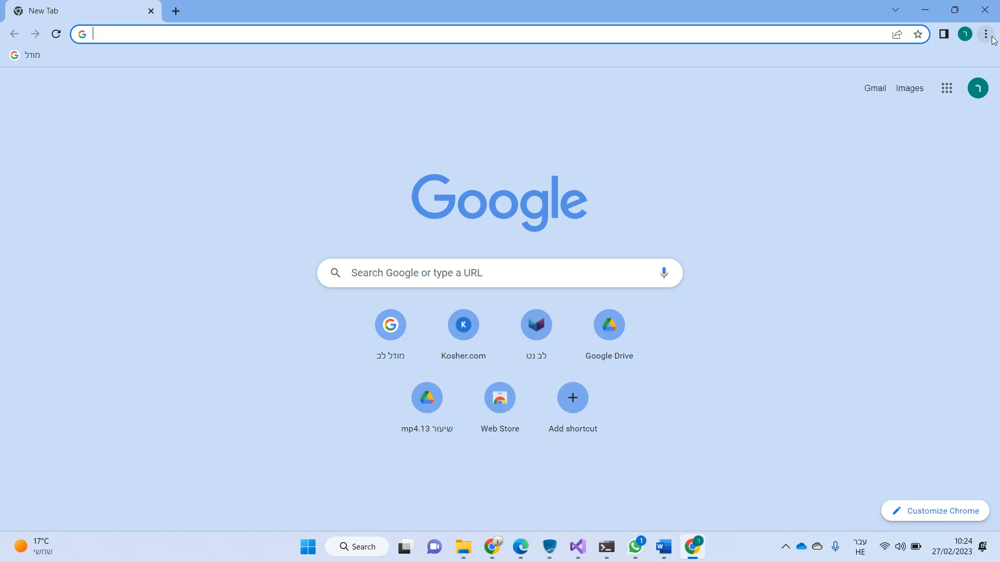 New Tab
מודל
Gmail Images
ר
Google
Search Google or type a URL
K
מודל לב
Kosher.com
לב נט
Google Drive
שיעור 13.mp4
Web Store
Add shortcut
Customize Chrome
17°C
שמשי
Search
1
עבר
HE
10:24
27/02/2023